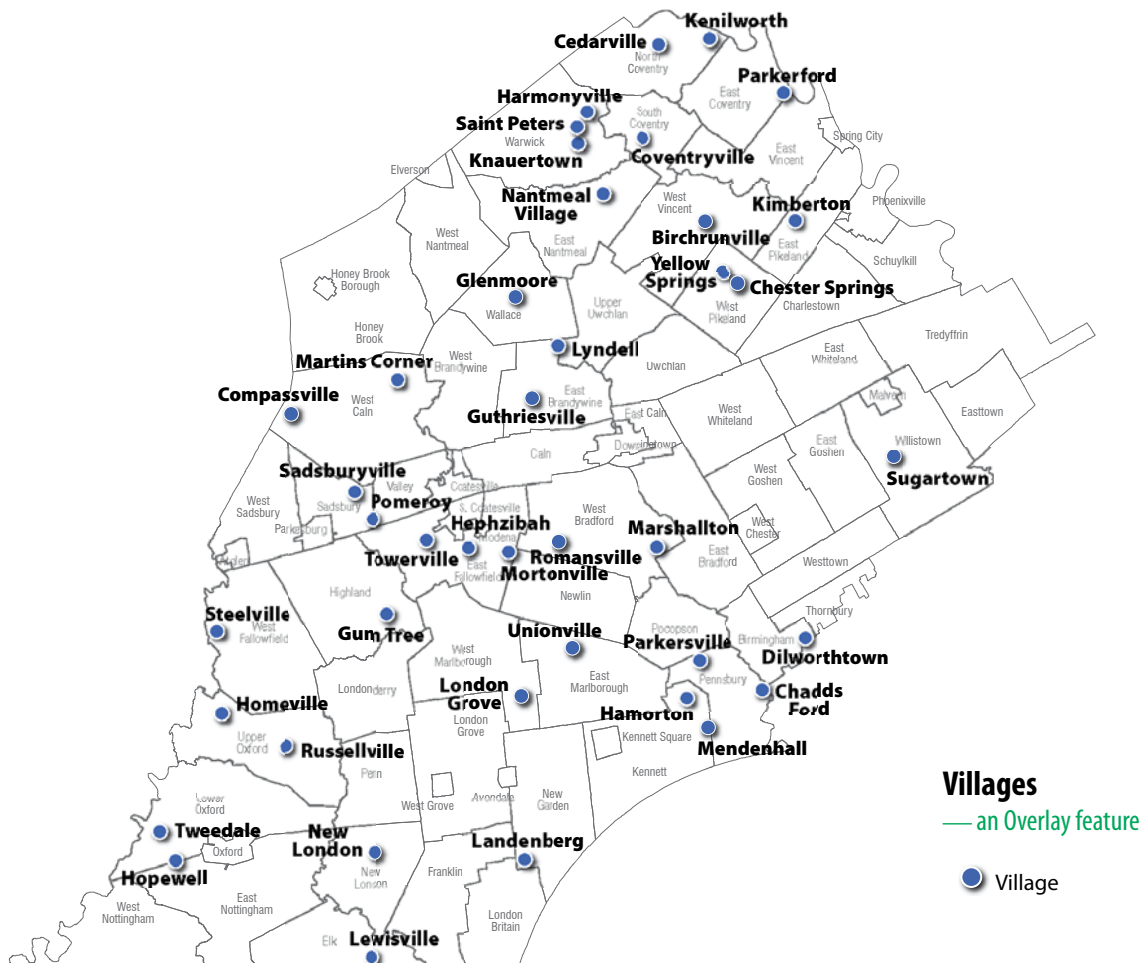 Kenilworth
Cedarville
North
Coventry
Parkerford
East
Coventry
Harmonyville
Saint Peters
Warwick
South
Coventry
Spring City
Knauertown
Coventryville
East
Vincent
Elverson
Nantmeal
Village
West
Vincent
Kimberton
Phoenixville
West
Nantmeal
East
Nantmeal
Birchrunville
East
Pikeland
Yellow
Springs
Schuylkill
Honey Brook
Borough
Glenmoore
Chester Springs
Wallace
Upper
Uwchlan
West
Pikeland
Charlestown
Honey
Brook
Tredyffrin
Lyndell
East
Whiteland
Martins Corner
West
Brandywine
Uwchlan
Compassville
West
Caln
East
Brandywine
Malvern
Guthriesville
East Caln
West
Whiteland
Easttown
Downingtown
East
Goshen
Willistown
Caln
Sugartown
Sadsburyville
West
Goshen
Valley
Coatesville
West
Sadsbury
Sadsbury
Pomeroy
S. Coatesville
West
Bradford
Parkesburg
Hephzibah
Modena
Marshallton
West
Chester
Towerville
East
Fallowfield
Romansville
Mortonville
East
Bradford
Westtown
Newlin
Highland
Thornbury
Steelville
West
Fallowfield
Gum Tree
Unionville
Pocopson
Parkersville
Birmingham
Dilworthtown
West
Marlborough
East
Marlborough
Pennsbury
Londonderry
London
Grove
Chadds
Ford
Homeville
Hamorton
London
Grove
Kennett Square
Upper
Oxford
Russellville
Mendenhall
Penn
Kennett
Villages
Lower
Oxford
West Grove
Avondale
New
Garden
— an Overlay feature
Tweedale
New
London
Landenberg
Oxford
Hopewell
New
London
Franklin
Village
West
Nottingham
East
Nottingham
London
Britain
Elk
Lewisville